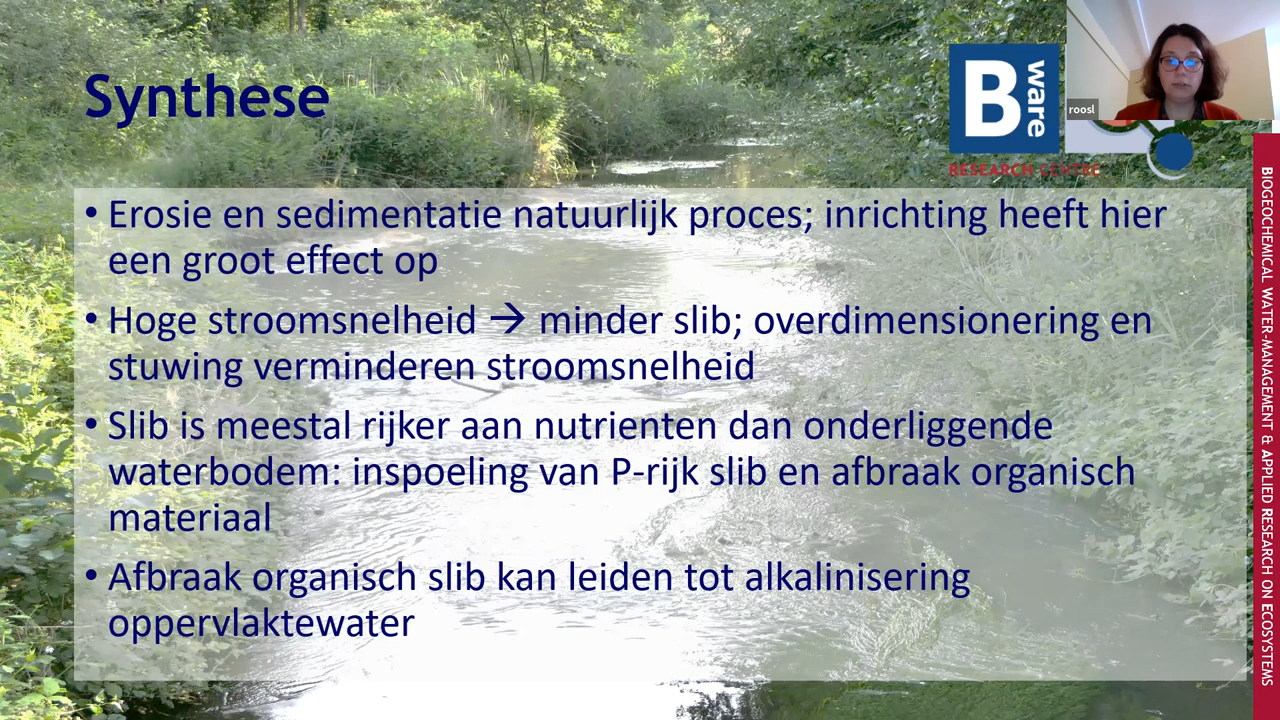 Synthese
B ware
RESEARCH CENTRE
roosl
• Erosie en sedimentatie natuurlijk proces; inrichting heeft hier
een groot effect op
• Hoge stroomsnelheid → minder slib; overdimensionering en
stuwing verminderen stroomsnelheid
• Slib is meestal rijker aan nutrienten dan onderliggende
waterbodem: inspoeling van P-rijk slib en afbraak organisch
materiaal
• Afbraak organisch slib kan leiden tot alkalinisering
oppervlaktewater
BIOGEOCHEMICAL WATER-MANAGEMENT & APPLIED RESEARCH ON ECOSYSTEMS